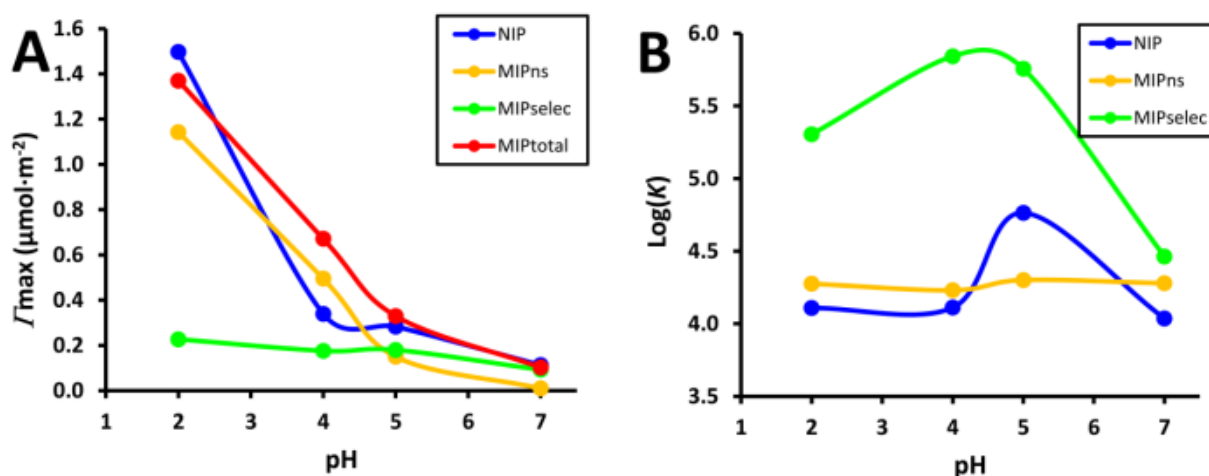 A
1.6
1.4
1.2
1.0
0.8
0.6
0.4
0.2
0.0
Γmax (µmol·m⁻²)
1 2 3 4 5 6 7
pH
NIP
MIPns
MIPselec
MIPtotal
B
6.0
5.5
5.0
4.5
4.0
3.5
Log(K)
1 2 3 4 5 6 7
pH
NIP
MIPns
MIPselec